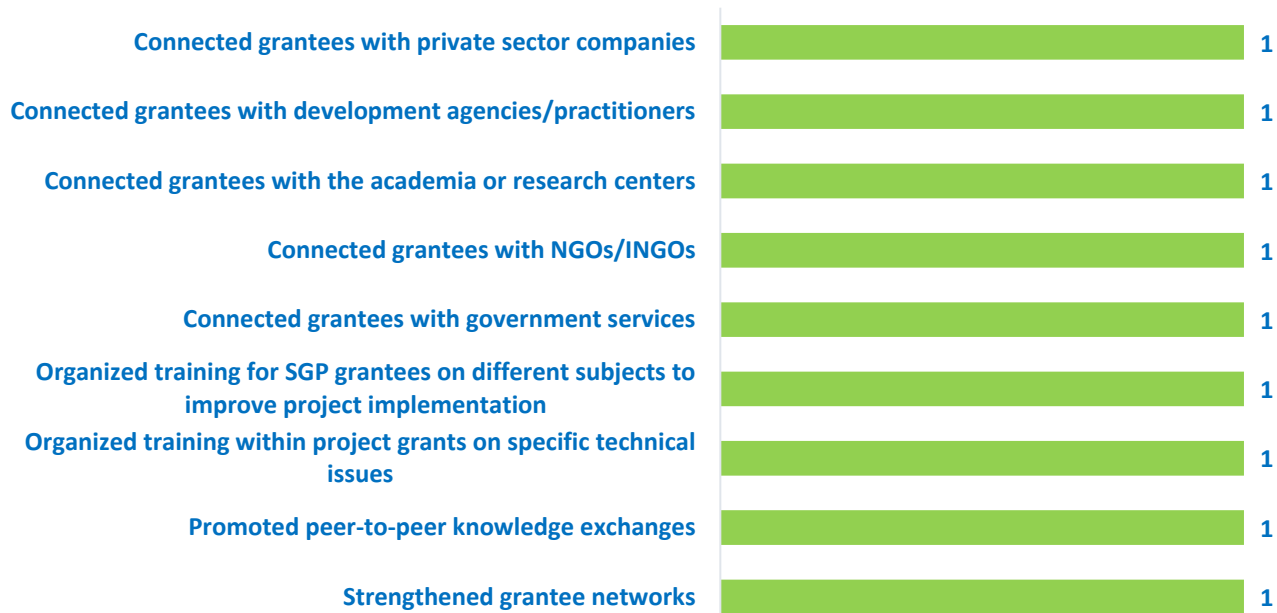 Connected grantees with private sector companies 1
Connected grantees with development agencies/practitioners 1
Connected grantees with the academia or research centers 1
Connected grantees with NGOs/INGOs 1
Connected grantees with government services 1
Organized training for SGP grantees on different subjects to
improve project implementation 1
Organized training within project grants on specific technical
issues 1
Promoted peer-to-peer knowledge exchanges 1
Strengthened grantee networks 1